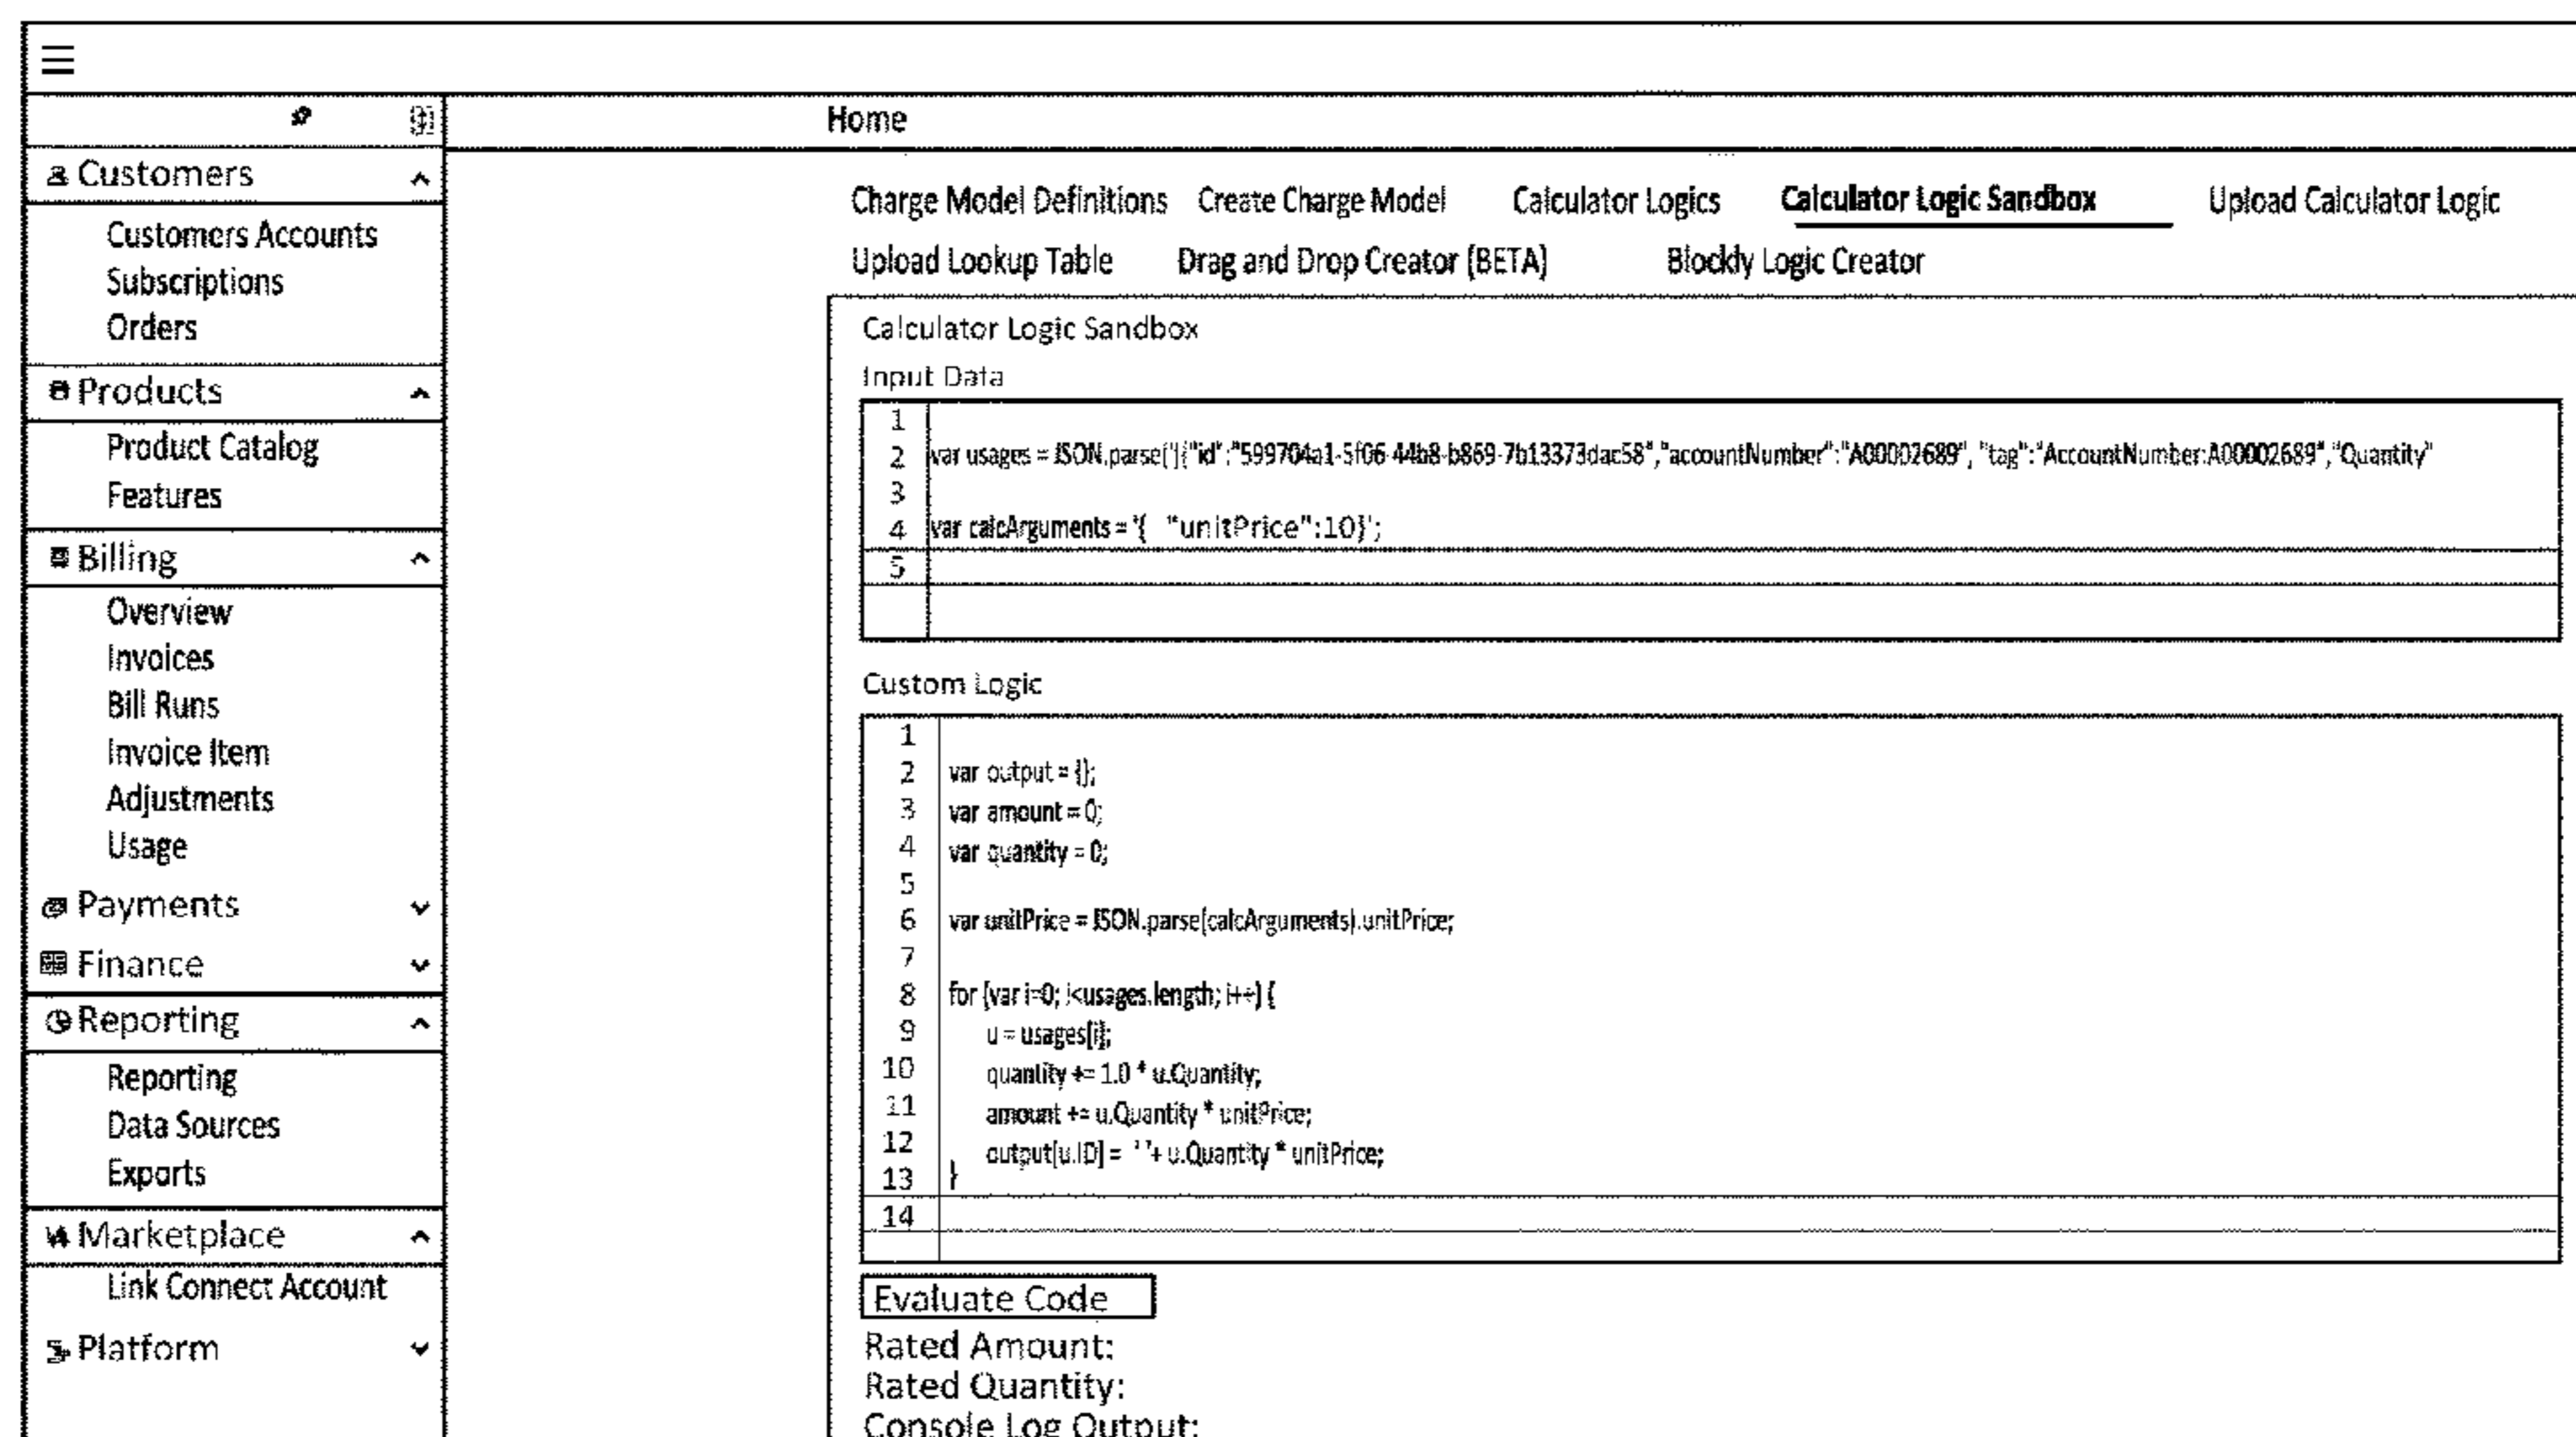 Home
Customers
Customers Accounts
Subscriptions
Orders
Products
Product Catalog
Features
Billing
Overview
Invoices
Bill Runs
Invoice Item
Adjustments
Usage
Payments
Finance
Reporting
Reporting
Data Sources
Exports
Marketplace
Link Connect Account
Platform
Charge Model Definitions Create Charge Model Calculator Logics Calculator Logic Sandbox Upload Calculator Logic
Upload Lookup Table Drag and Drop Creator (BETA) Blockly Logic Creator
Calculator Logic Sandbox
Input Data
1
2 var usages = JSON.parse('[{"id":"599704a1-5f06-44b8-b869-7b13373dac58","accountNumber":"A00002689", "tag":"AccountNumber:A00002689","Quantity"
3
4 var calcArguments = '{ "unitPrice":10}';
5
Custom Logic
1
2 var output = {};
3 var amount = 0;
4 var quantity = 0;
5
6 var unitPrice = JSON.parse(calcArguments).unitPrice;
7
8 for (var i=0; i<usages.length; i++) {
9 u = usages[i];
10 quantity += 1.0 * u.Quantity;
11 amount += u.Quantity * unitPrice;
12 output[u.ID] = ' '+ u.Quantity * unitPrice;
13 }
14
Evaluate Code
Rated Amount:
Rated Quantity:
Console Log Output: